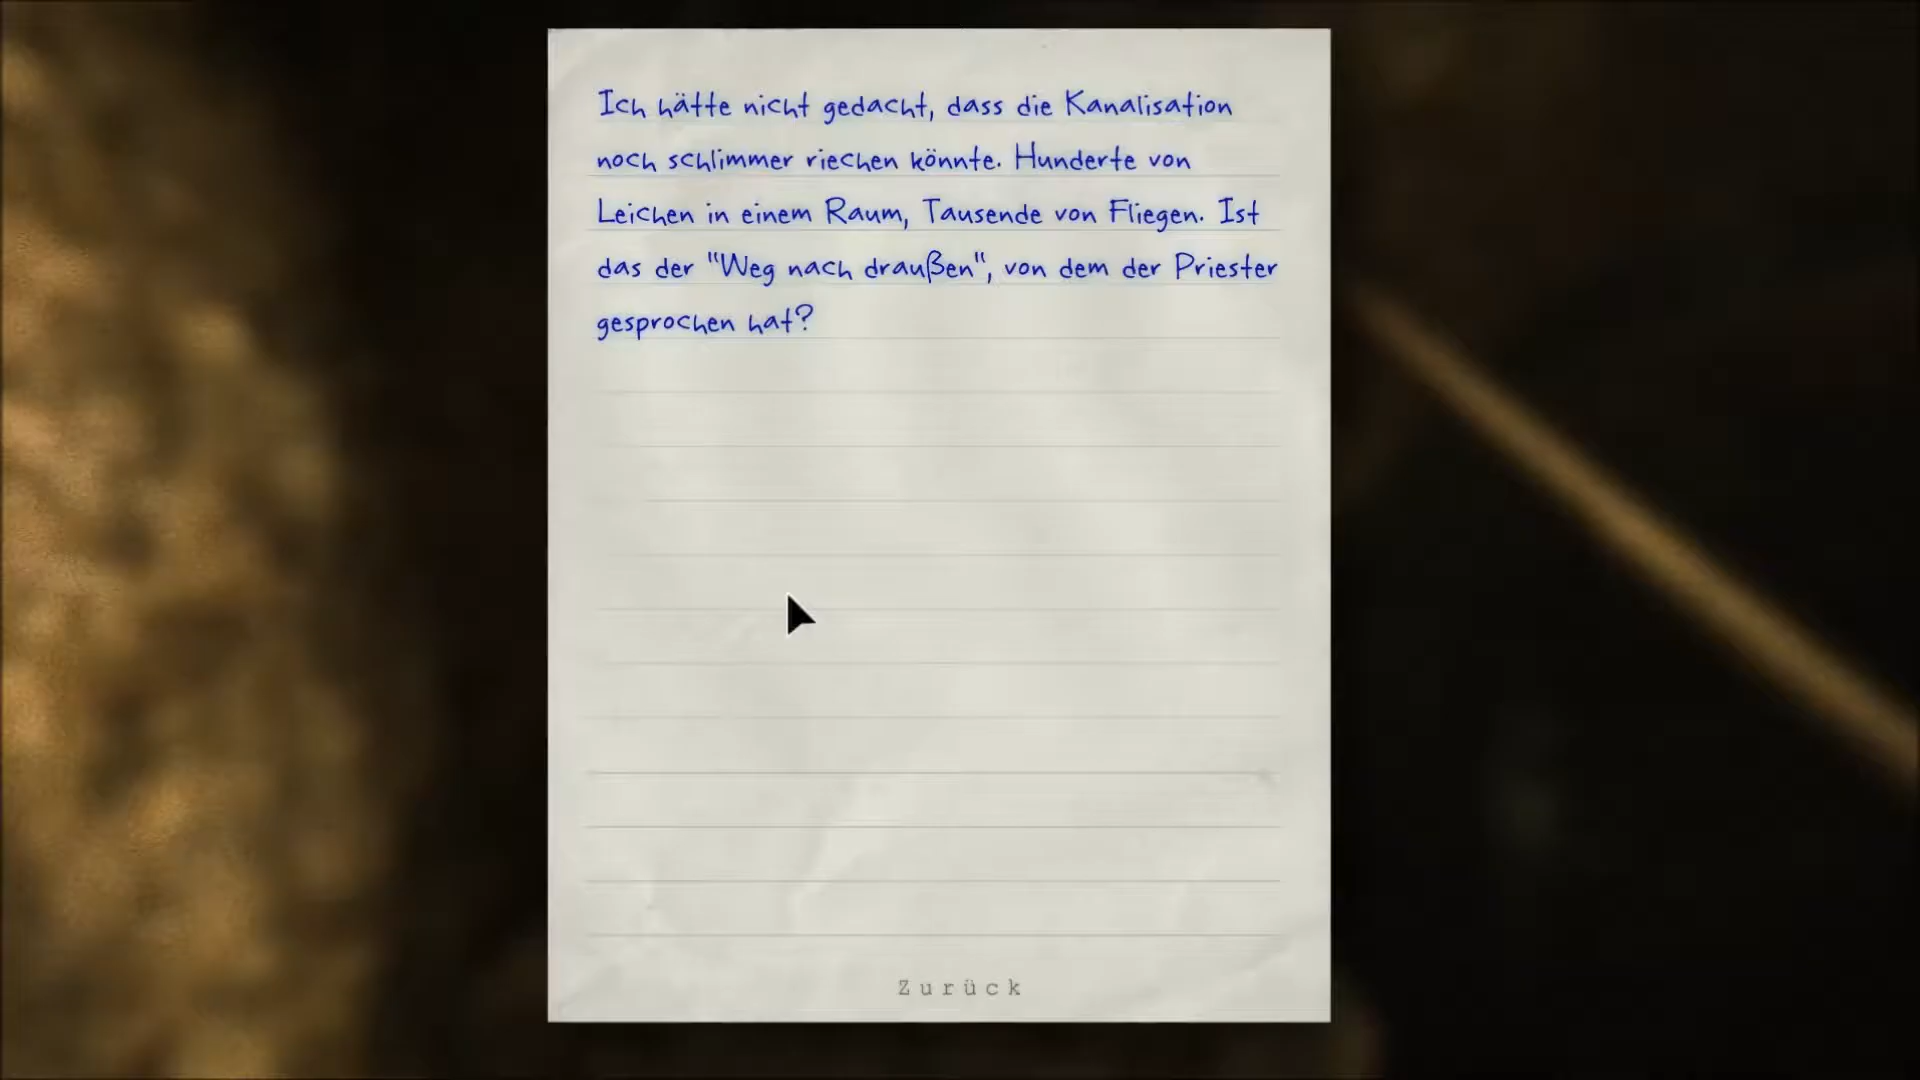 Ich hätte nicht gedacht, dass die Kanalisation
noch schlimmer riechen könnte. Hunderte von
Leichen in einem Raum, Tausende von Fliegen. Ist
das der "Weg nach draußen", von dem der Priester
gesprochen hat?
Zurück